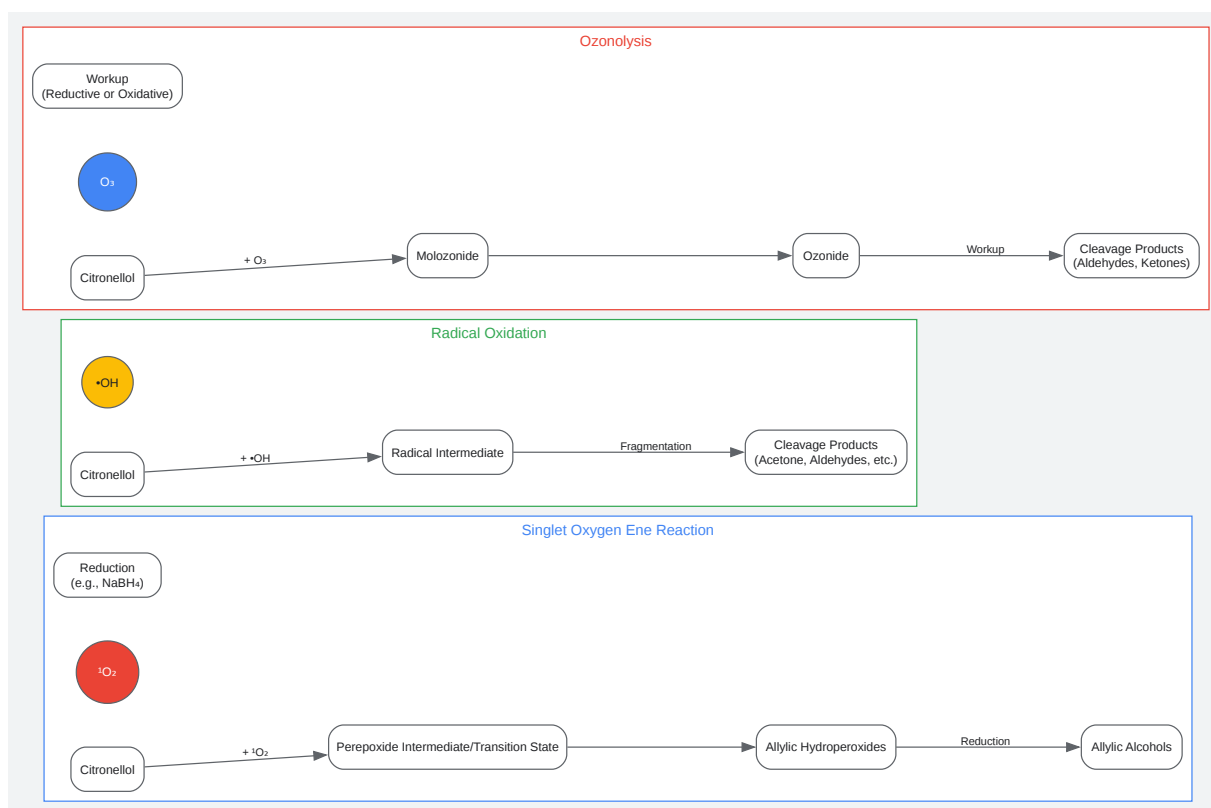 Ozonolysis
Workup
(Reductive or Oxidative)
O₃
Citronellol
+ O₃
Molozonide
Ozonide
Workup
Cleavage Products
(Aldehydes, Ketones)
Radical Oxidation
•OH
Citronellol
+ •OH
Radical Intermediate
Fragmentation
Cleavage Products
(Acetone, Aldehydes, etc.)
Singlet Oxygen Ene Reaction
Reduction
(e.g., NaBH₄)
¹O₂
Citronellol
+ ¹O₂
Perepoxide Intermediate/Transition State
Allylic Hydroperoxides
Reduction
Allylic Alcohols